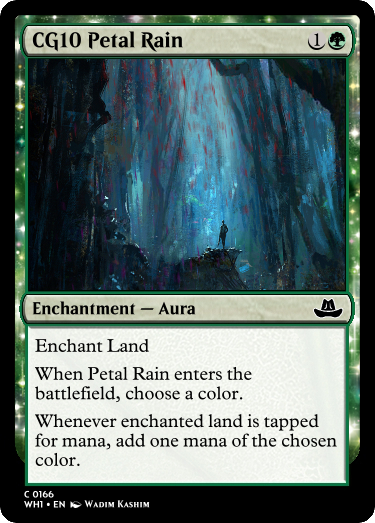 CG10 Petal Rain 1
Enchantment — Aura
Enchant Land
When Petal Rain enters the
battlefield, choose a color.
Whenever enchanted land is tapped
for mana, add one mana of the chosen
color.
C 0166
WH1 • EN Wadim Kashim